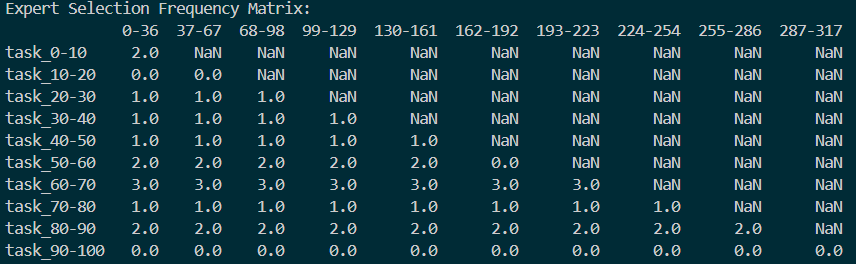 Expert Selection Frequency Matrix:
0-36 37-67 68-98 99-129 130-161 162-192 193-223 224-254 255-286 287-317
task_0-10 2.0 NaN NaN NaN NaN NaN NaN NaN NaN NaN
task_10-20 0.0 0.0 NaN NaN NaN NaN NaN NaN NaN NaN
task_20-30 1.0 1.0 1.0 NaN NaN NaN NaN NaN NaN NaN
task_30-40 1.0 1.0 1.0 1.0 NaN NaN NaN NaN NaN NaN
task_40-50 1.0 1.0 1.0 1.0 1.0 NaN NaN NaN NaN NaN
task_50-60 2.0 2.0 2.0 2.0 2.0 0.0 NaN NaN NaN NaN
task_60-70 3.0 3.0 3.0 3.0 3.0 3.0 3.0 NaN NaN NaN
task_70-80 1.0 1.0 1.0 1.0 1.0 1.0 1.0 1.0 NaN NaN
task_80-90 2.0 2.0 2.0 2.0 2.0 2.0 2.0 2.0 2.0 NaN
task_90-100 0.0 0.0 0.0 0.0 0.0 0.0 0.0 0.0 0.0 0.0